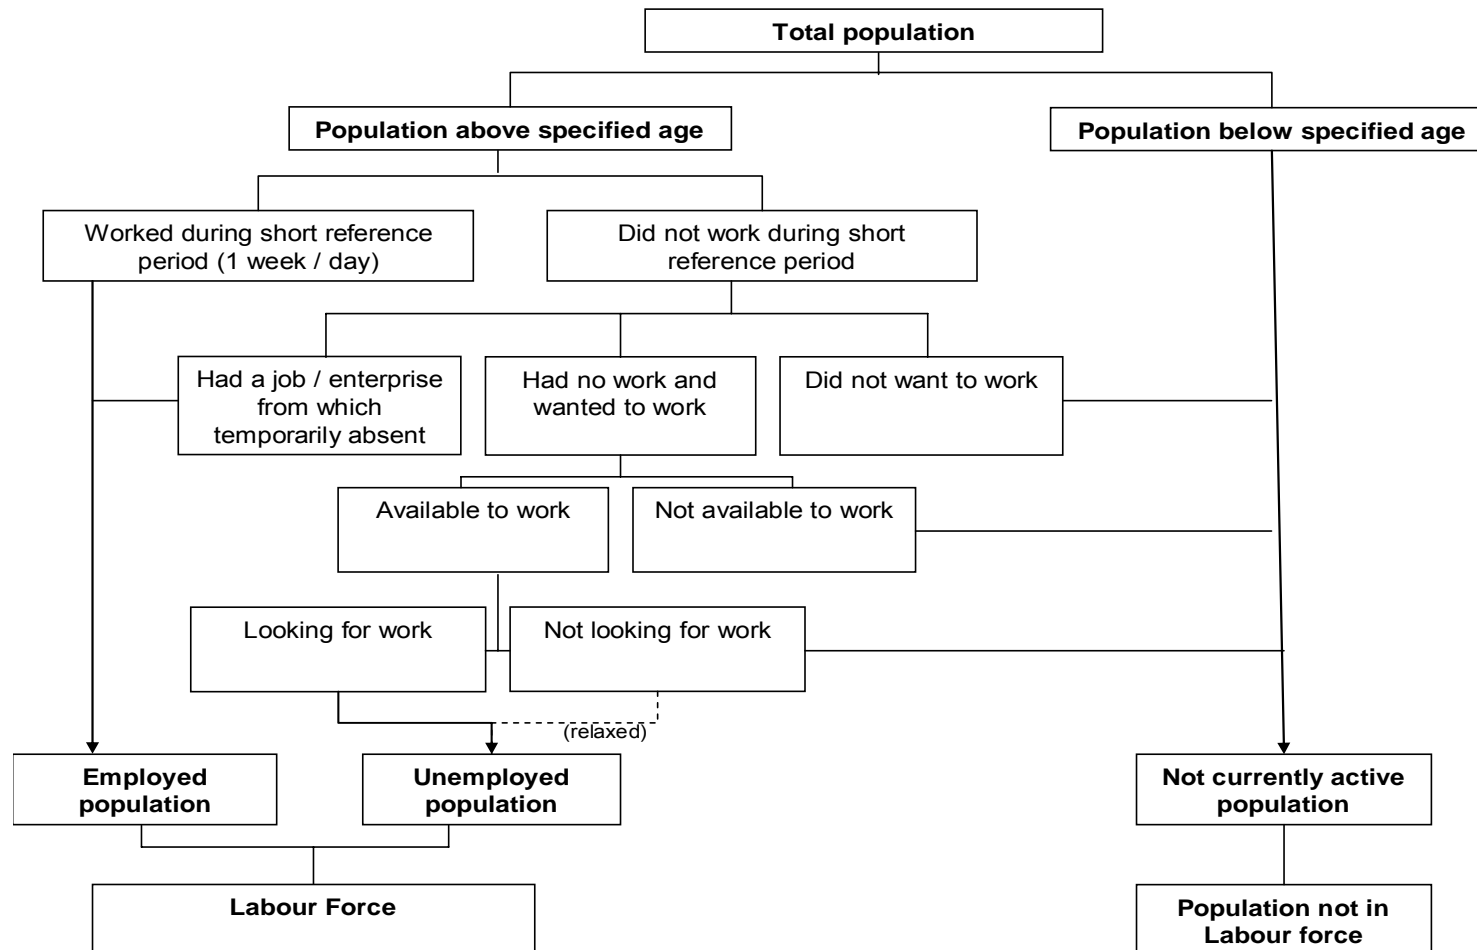 Total population
Population above specified age
Population below specified age
Worked during short reference
period (1 week / day)
Did not work during short
reference period
Had a job / enterprise
from which
temporarily absent
Had no work and
wanted to work
Did not want to work
Available to work
Not available to work
Looking for work
Not looking for work
(relaxed)
Employed
population
Unemployed
population
Not currently active
population
Labour Force
Population not in
Labour force